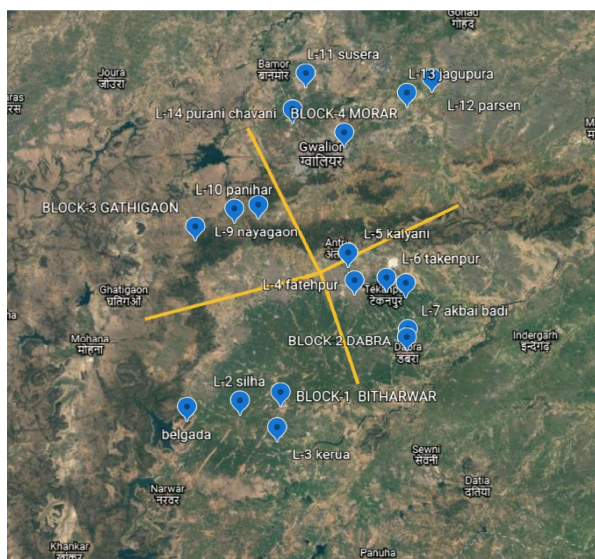 Gohad
गोहद
L-11 susera
Bamor
बानमोर
Joura
जौउरा
L-13 jagupura
L-12 parsen
L-14 purani chavani
BLOCK-4 MORAR
Gwalior
ग्वालियर
L-10 panihar
BLOCK-3 GATHIGAON
L-9 nayagaon
L-5 kalyani
L-6 takenpur
L-4 fatehpur
टेकनपुर
Ghatigaon
घतिगाओं
L-7 akbai badi
BLOCK-2 DABRA
डबरा
Mohana
मोहना
Indergarh
इन्देगढ़
L-2 silha
BLOCK-1 BITHARWAR
belgada
L-3 kerua
Sewni
सेवनी
Datia
दतिया
Narwar
नरवर
Khankar
Panuha